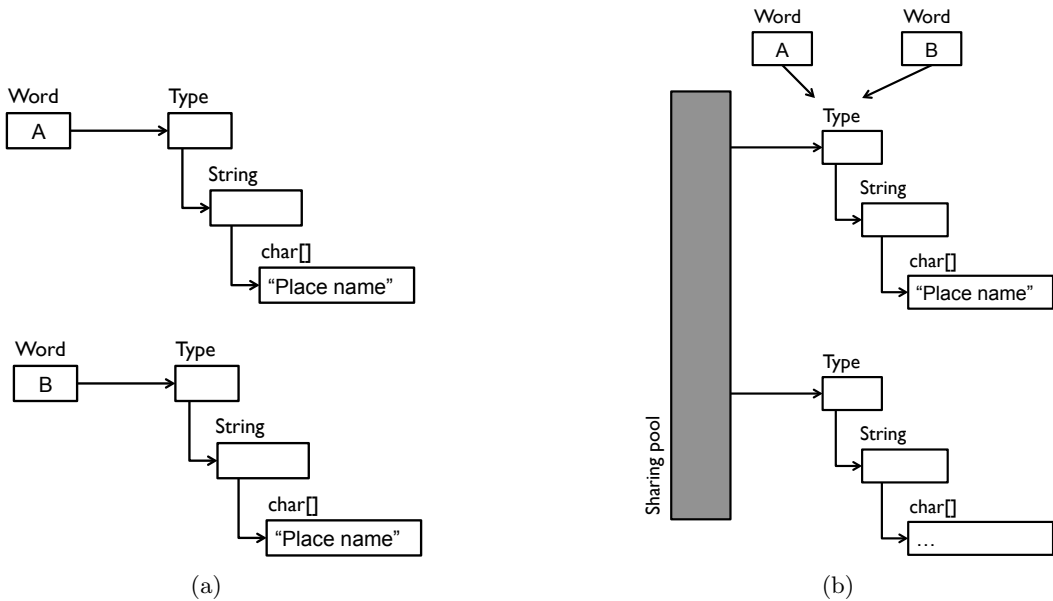 Word
A
Type
String
char[]
“Place name”
Word
B
Type
String
char[]
“Place name”
(a)
Word
A
Word
B
Type
String
char[]
“Place name”
Sharing pool
Type
String
char[]
...
(b)